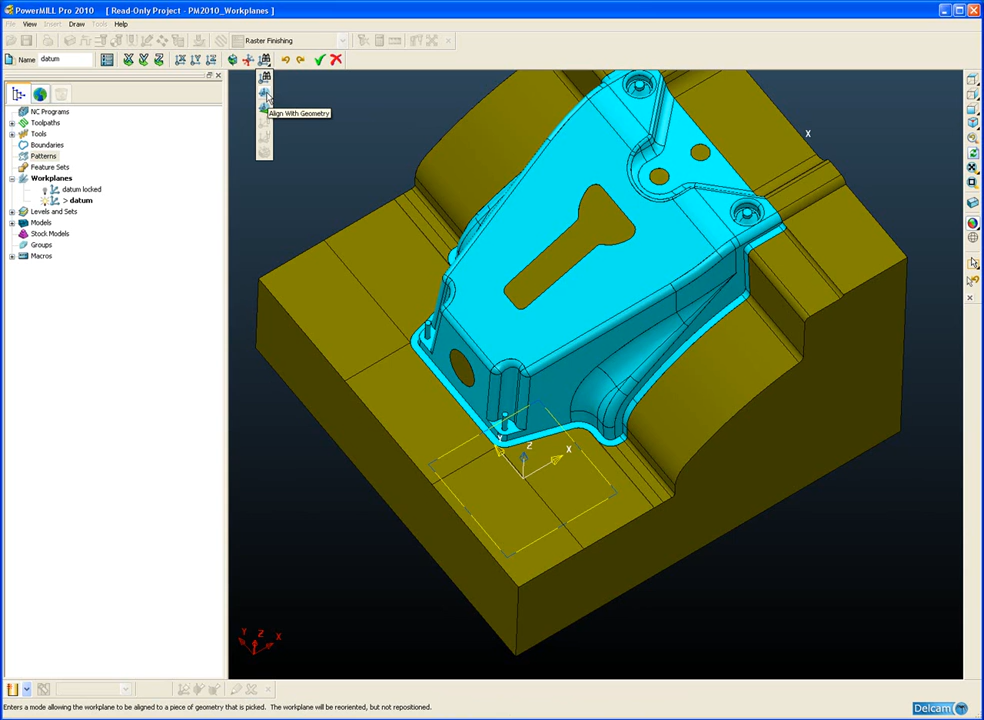 PowerMILL Pro 2010    [ Read-Only Project - PM2010_Workplanes ]
File View Insert Draw Tools Help
Raster Finishing
Name datum
Align With Geometry
NC Programs
Toolpaths
Tools
Boundaries
Patterns
Feature Sets
Workplanes
datum locked
> datum
Levels and Sets
Models
Stock Models
Groups
Macros
X
Y
Z
X
Y
Z
X
Enters a mode allowing the workplane to be aligned to a piece of geometry that is picked.  The workplane will be reoriented, but not repositioned.
Delcam